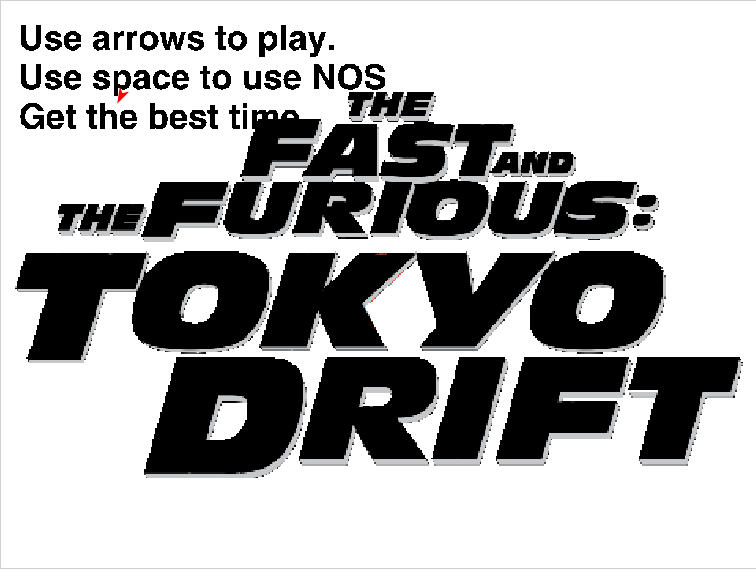 Use arrows to play.
Use space to use NOS
Get the best time
THE
FAST AND
THE FURIOUS:
TOKYO
DRIFT